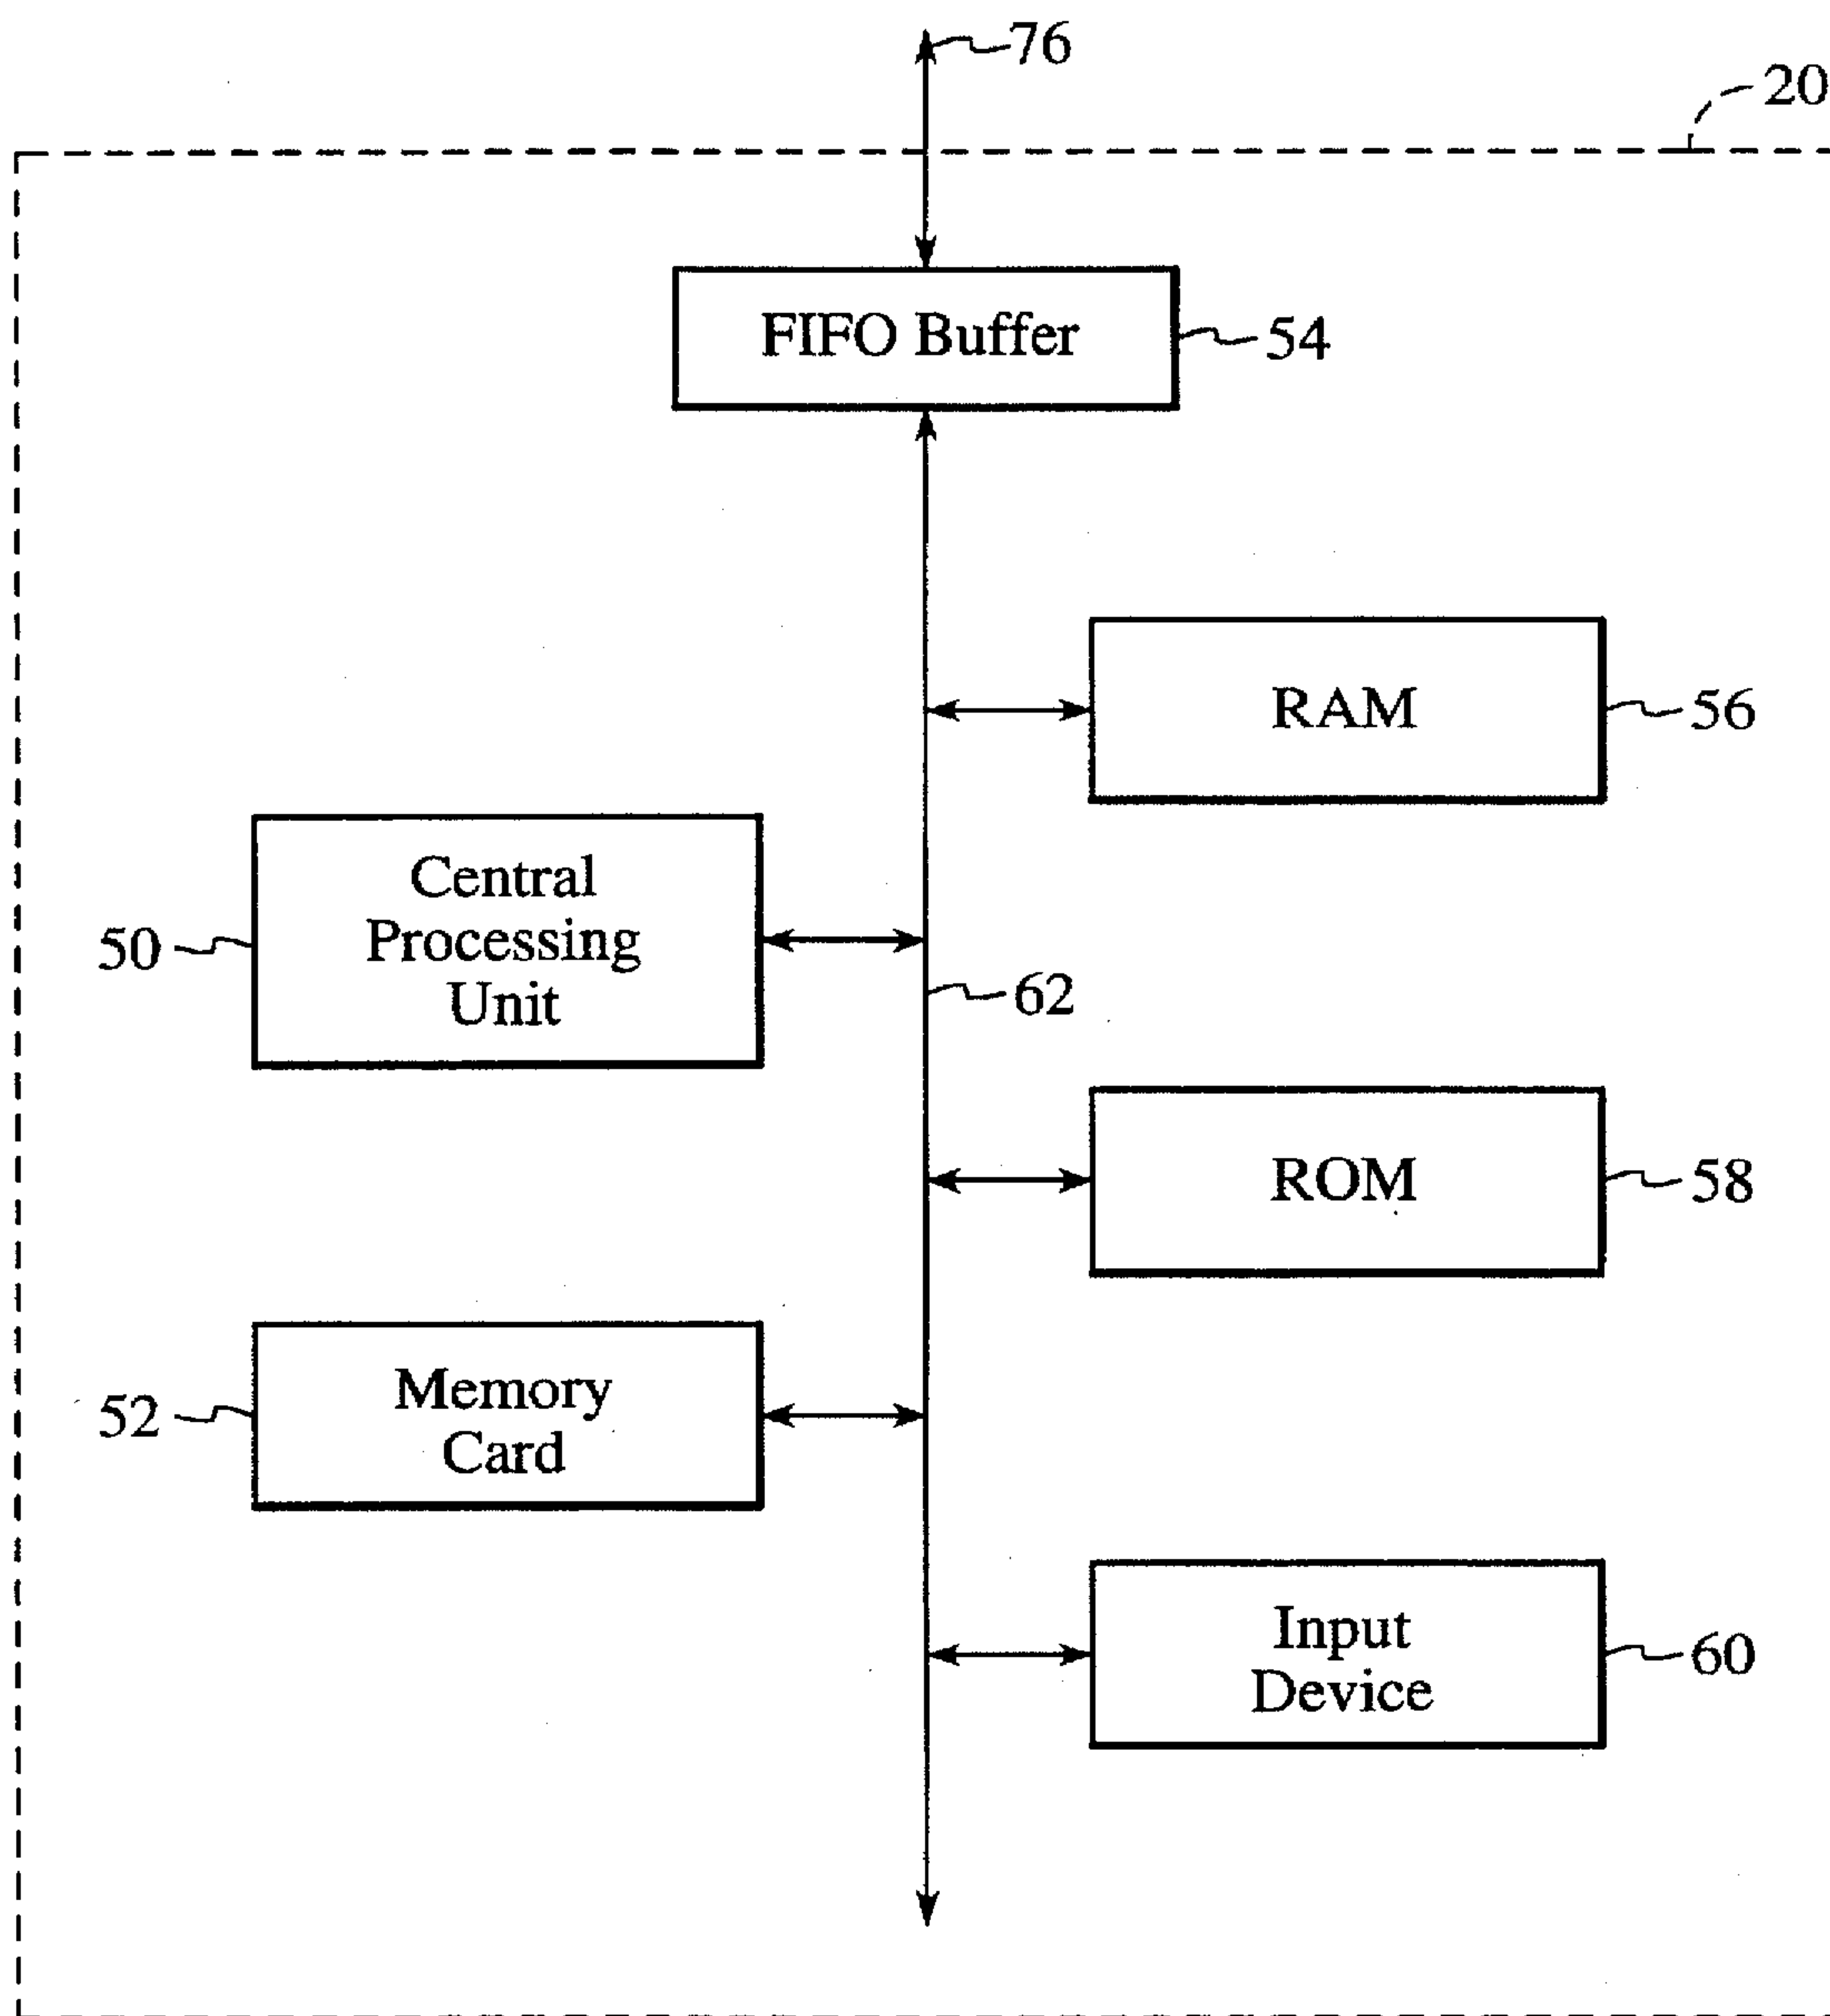 76
20
FIFO Buffer
54
RAM
56
Central
Processing
Unit
50
62
ROM
58
Memory
Card
52
Input
Device
60